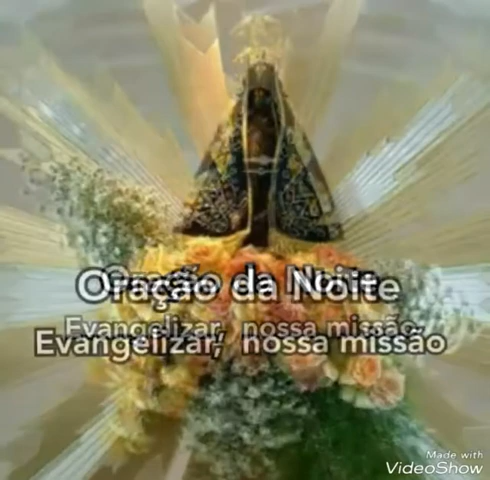 Oração da Noite
Evangelizar, nossa missão
Made with
VideoShow